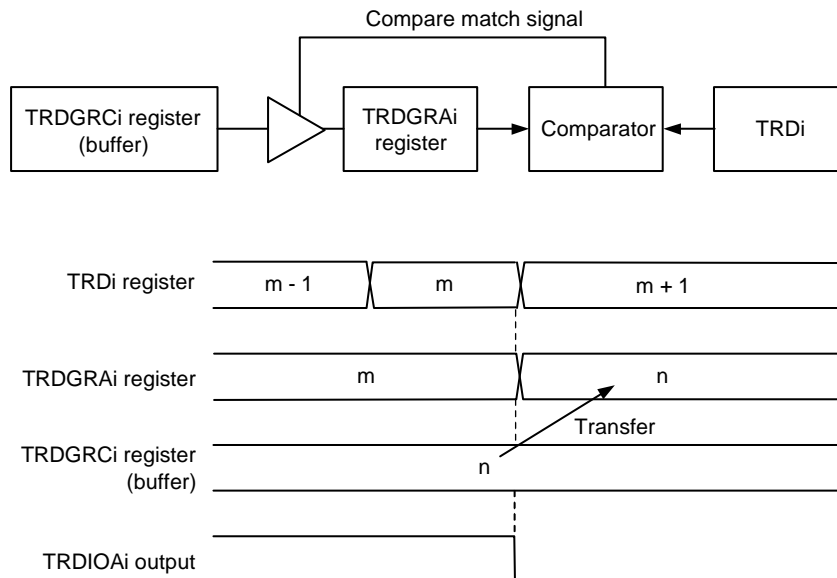 Compare match signal
TRDGRCi register
(buffer)
TRDGRAi
register
Comparator
TRDi
TRDi register
m - 1
m
m + 1
TRDGRAi register
m
n
Transfer
TRDGRCi register
(buffer)
n
TRDIOAi output